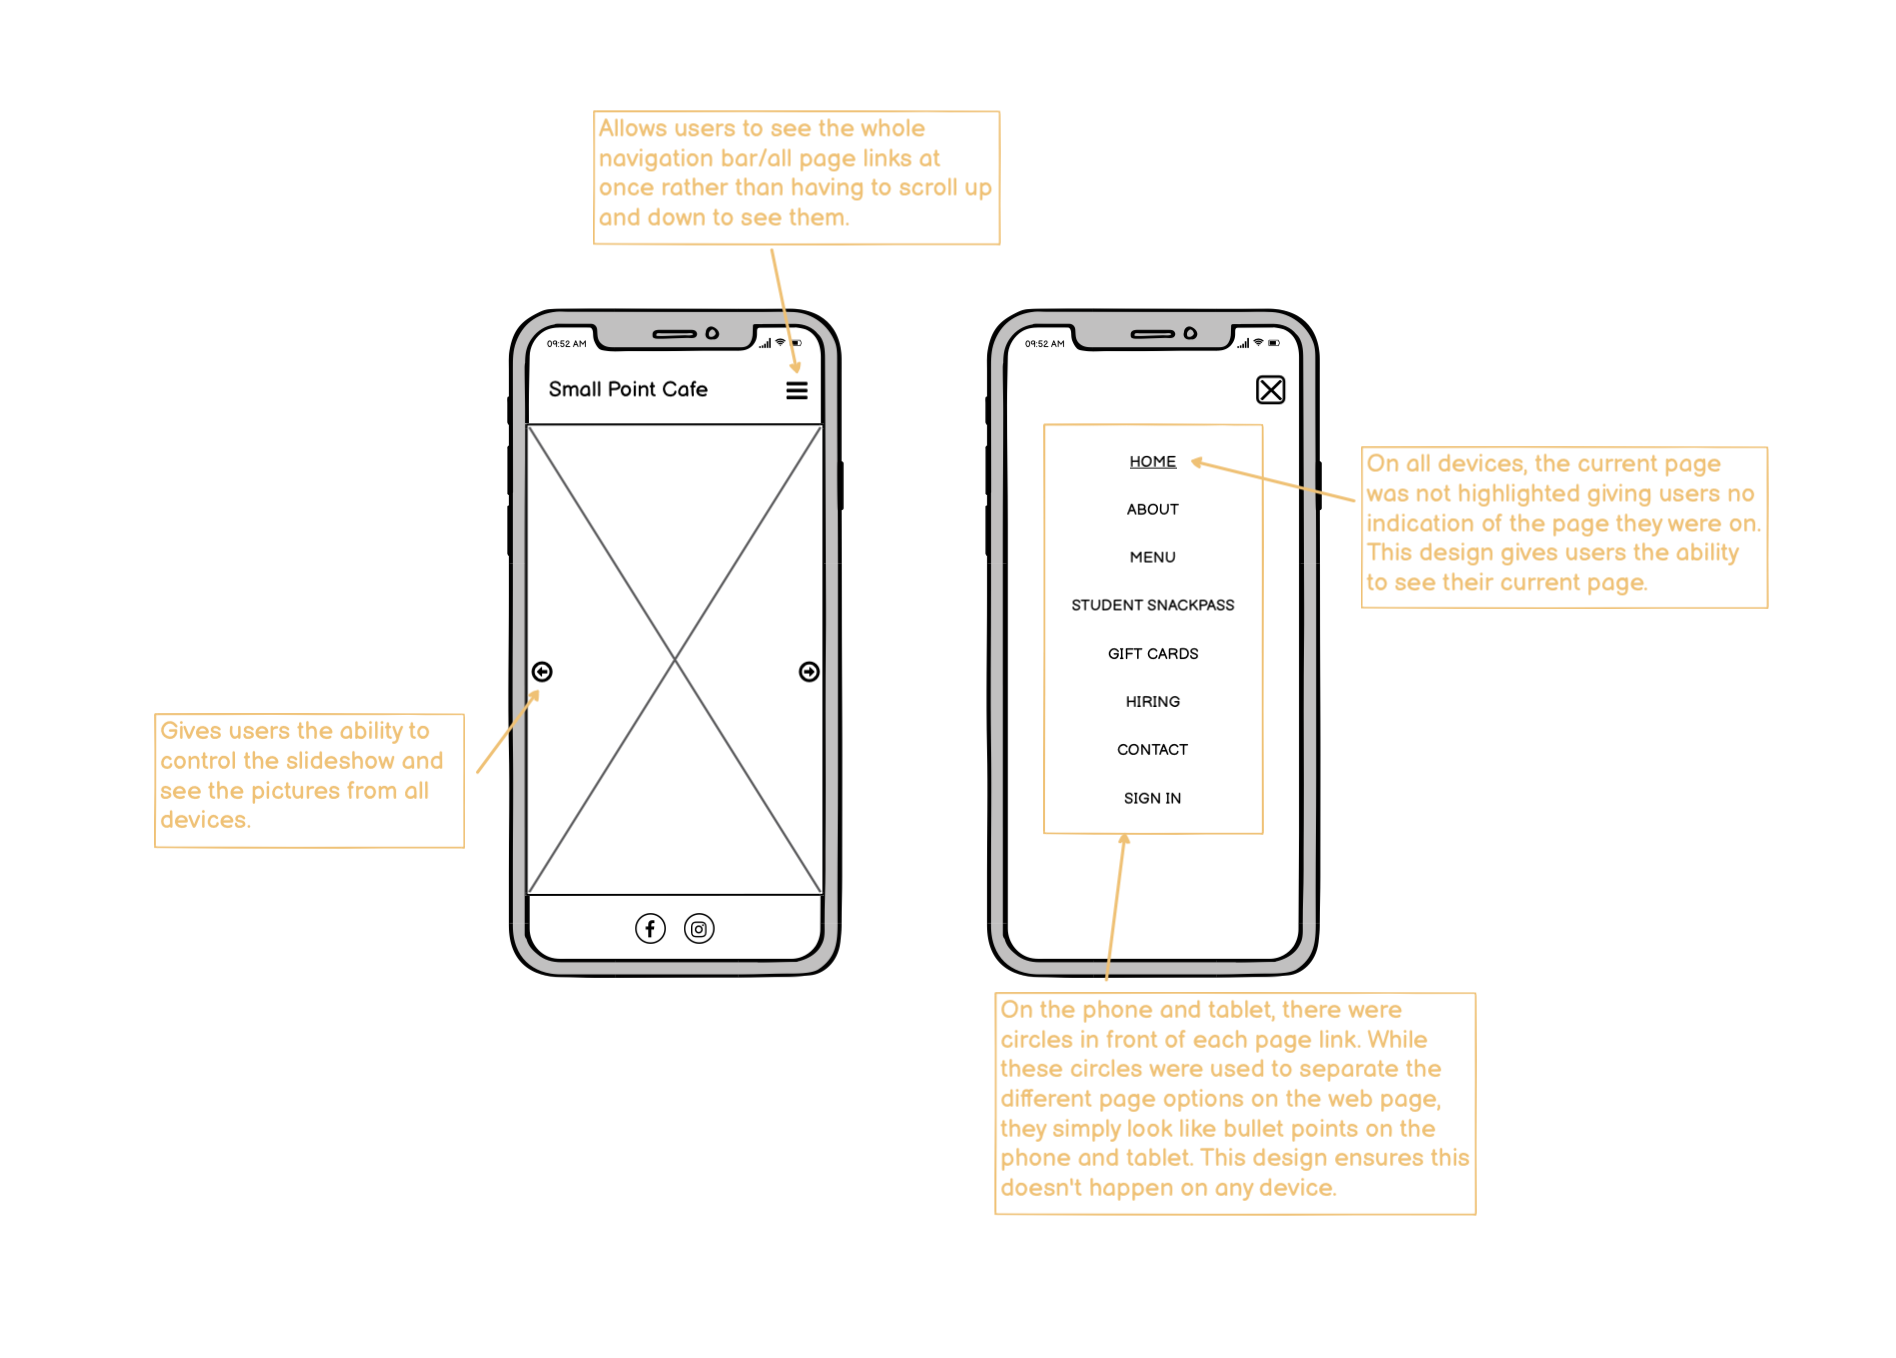 Allows users to see the whole
navigation bar/all page links at
once rather than having to scroll up
and down to see them.
09:52 AM
Small Point Cafe
Gives users the ability to
control the slideshow and
see the pictures from all
devices.
09:52 AM
HOME
ABOUT
MENU
STUDENT SNACKPASS
GIFT CARDS
HIRING
CONTACT
SIGN IN
On all devices, the current page
was not highlighted giving users no
indication of the page they were on.
This design gives users the ability
to see their current page.
On the phone and tablet, there were
circles in front of each page link. While
these circles were used to separate the
different page options on the web page,
they simply look like bullet points on the
phone and tablet. This design ensures this
doesn't happen on any device.